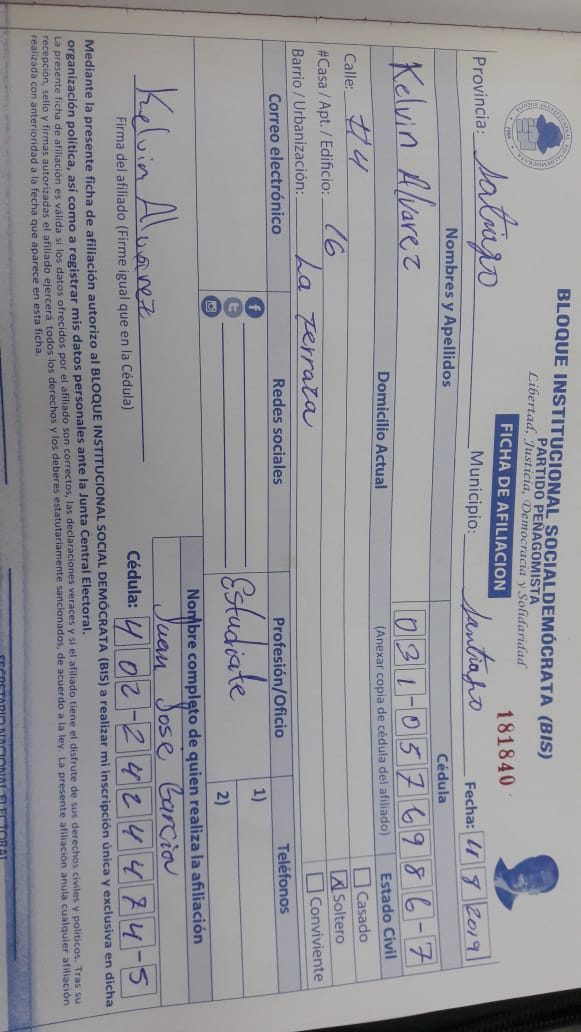 BLOQUE INSTITUCIONAL SOCIALDEMÓCRATA (BIS)
PARTIDO PEÑAGOMISTA
Libertad, Justicia, Democracia y Solidaridad
FICHA DE AFILIACION
181840
Provincia: Satiago Municipio: Santiago Fecha: 4 8 2019
Nombres y Apellidos Cédula
Kelvin Alvarez 031-0576986-7
Domicilio Actual (Anexar copia de cédula del afiliado) Estado Civil
Calle: #4 Casado
#Casa / Apt. / Edificio: 16 Soltero
Barrio / Urbanización: La Terraza Conviviente
Correo electrónico Redes sociales Profesión/Oficio Teléfonos
Estudiate 1)
2)
Nombre completo de quien realiza la afiliación
Kelvin Alvarez Juan Jose Garcia
Firma del afiliado (Firme igual que en la Cédula) Cédula: 402-2424474-5
Mediante la presente ficha de afiliación autorizo al BLOQUE INSTITUCIONAL SOCIAL DEMÓCRATA (BIS) a realizar mi inscripción única y exclusiva en dicha
organización política, así como a registrar mis datos personales ante la Junta Central Electoral.
La presente ficha de afiliación es válida si los datos ofrecidos por el afiliado son correctos, las declaraciones veraces y si el afiliado tiene el disfrute de sus derechos civiles y políticos. Tras su
recepción, sello y firmas autorizadas el afiliado ejercerá todos los derechos y los deberes estatutariamente sancionados, de acuerdo a la ley. La presente afiliación anula cualquier afiliación
realizada con anterioridad a la fecha que aparece en esta ficha.
SECRETARIO NACIONAL ELECTORAL